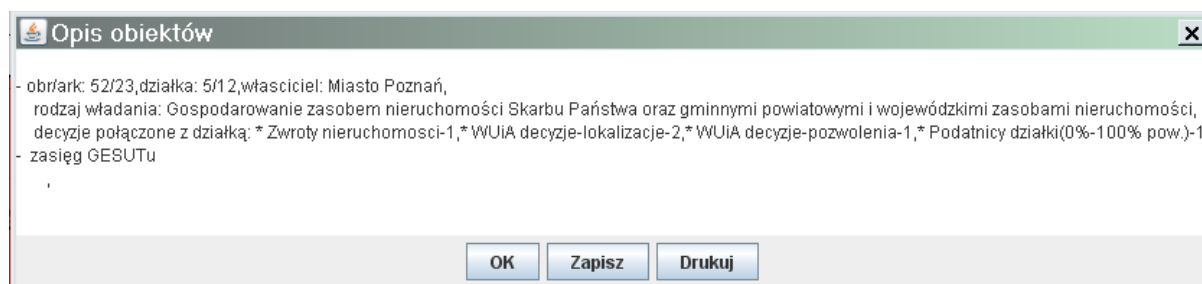 Opis obiektów
- obr/ark: 52/23,działka: 5/12,własciciel: Miasto Poznań,
rodzaj władania: Gospodarowanie zasobem nieruchomości Skarbu Państwa oraz gminnymi powiatowymi i wojewódzkimi zasobami nieruchomości,
decyzje połączone z działką: * Zwroty nieruchomosci-1,* WUiA decyzje-lokalizacje-2,* WUiA decyzje-pozwolenia-1,* Podatnicy działki(0%-100% pow.)-1
- zasięg GESUTu
,
OK Zapisz Drukuj